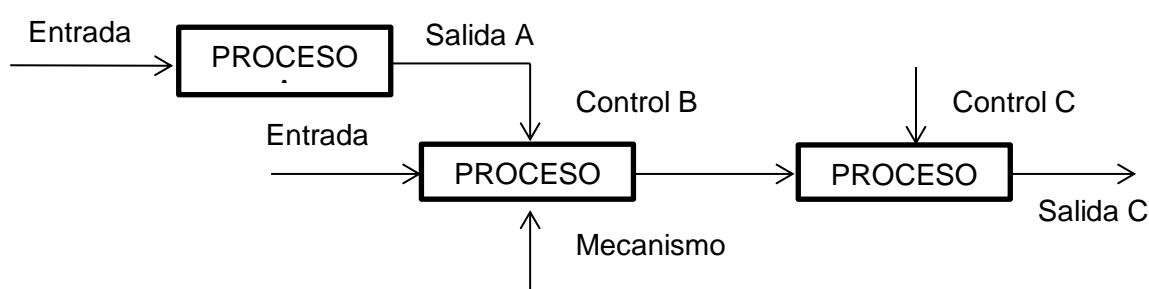 Entrada
PROCESO
Salida A
Control B
Control C
Entrada
PROCESO
PROCESO
Salida C
Mecanismo